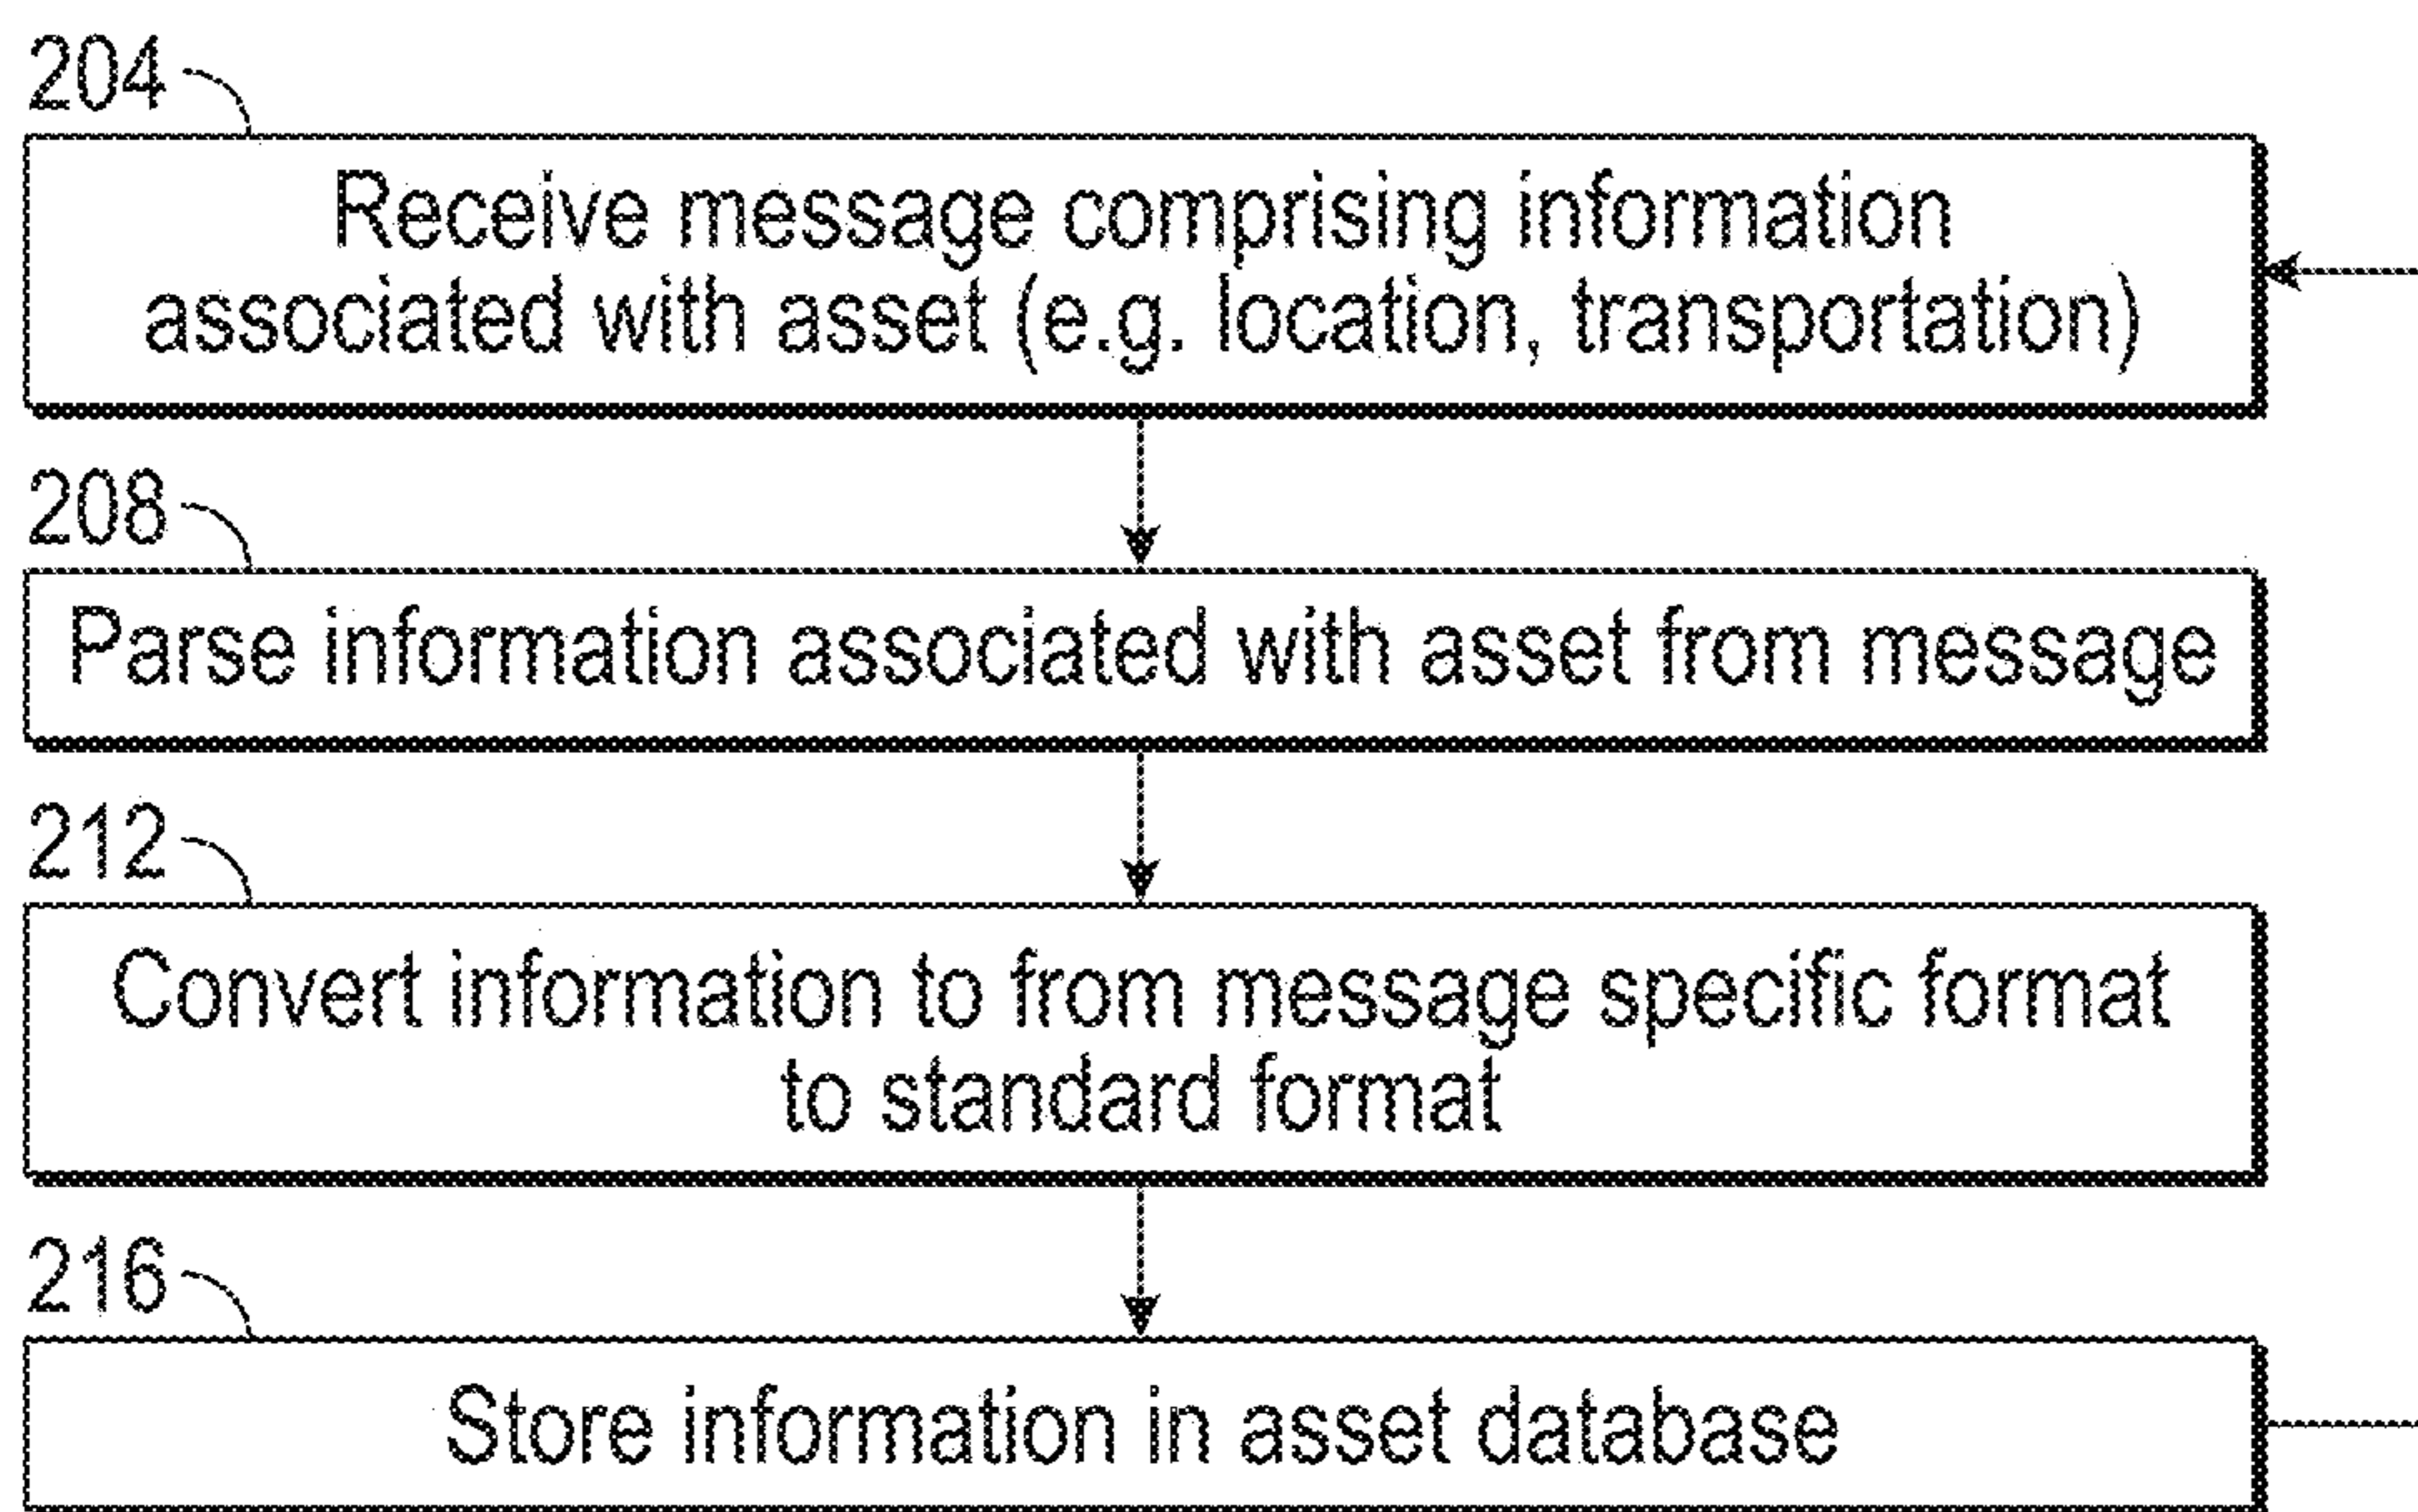 204
Receive message comprising information
associated with asset (e.g. location, transportation)
208
Parse information associated with asset from message
212
Convert information to from message specific format
to standard format
216
Store information in asset database